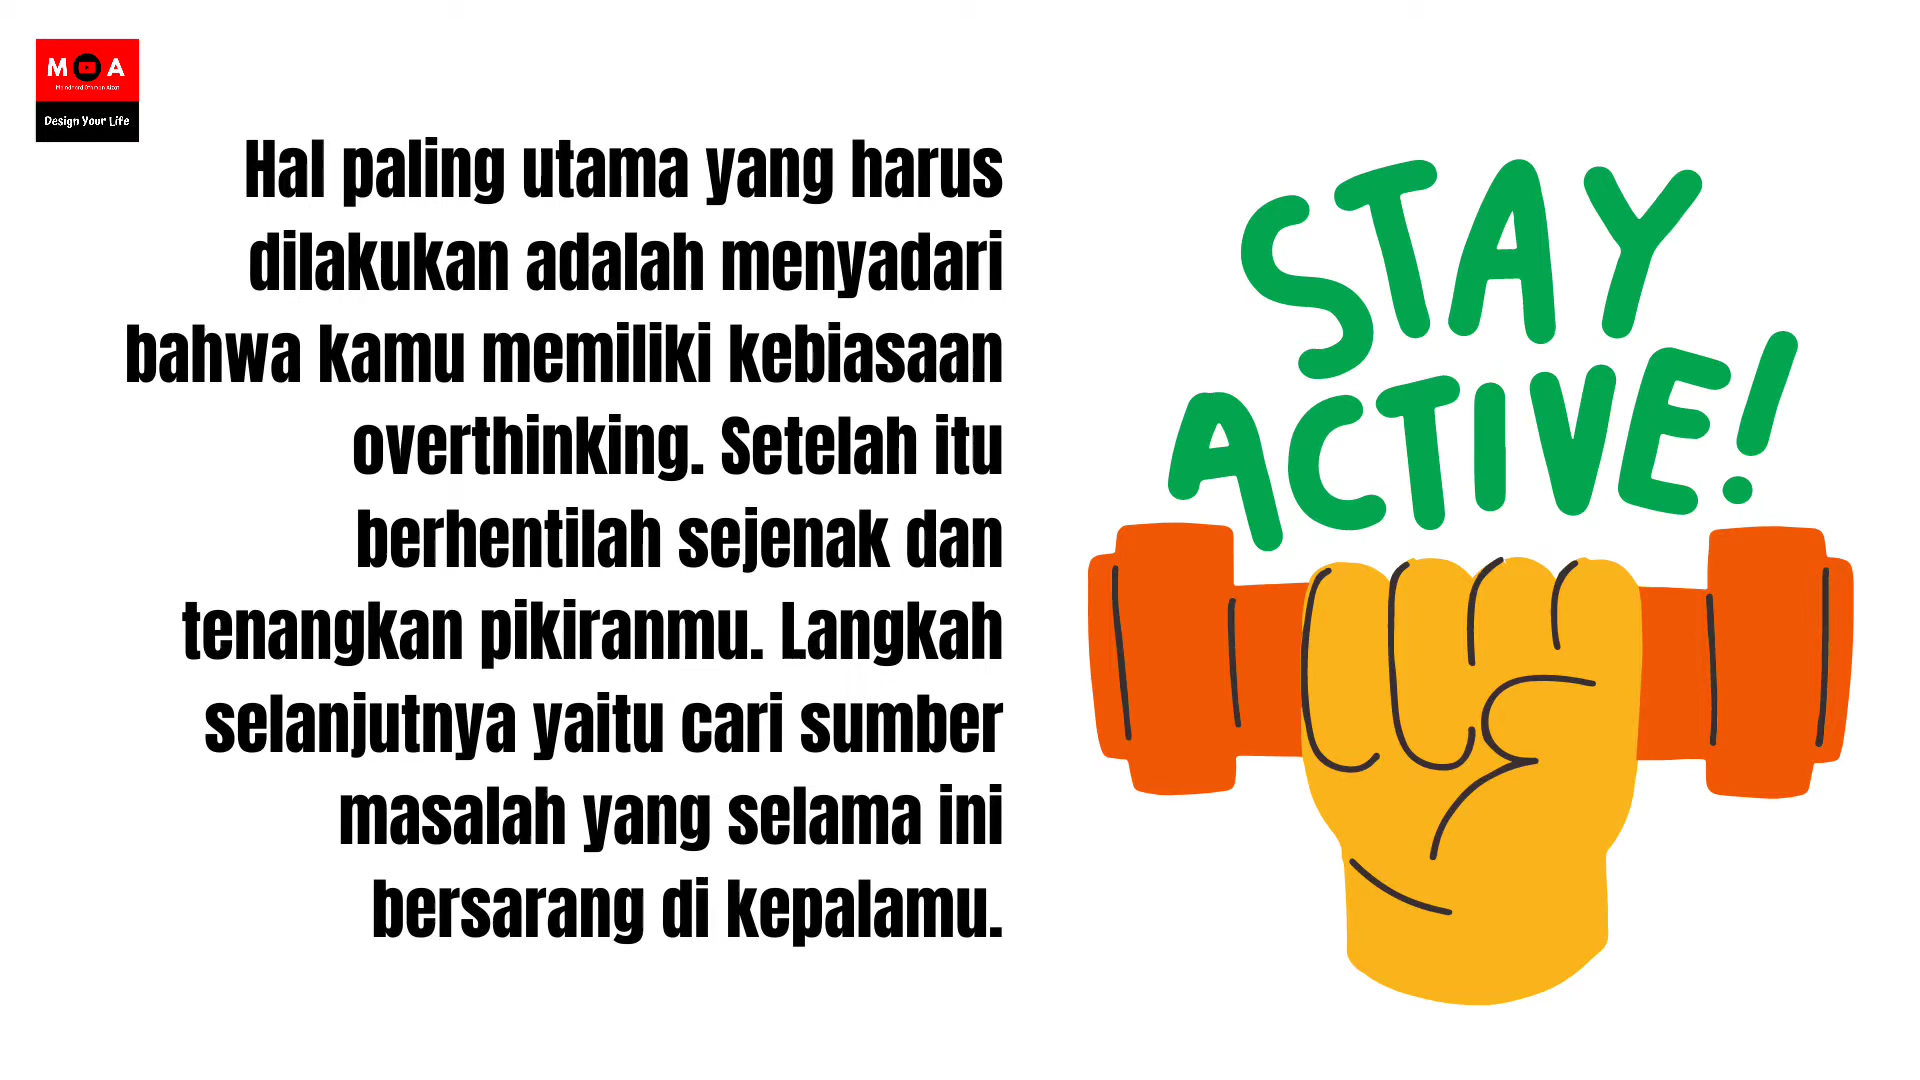 M A
Design Your Life
Hal paling utama yang harus
dilakukan adalah menyadari
bahwa kamu memiliki kebiasaan
overthinking. Setelah itu
berhentilah sejenak dan
tenangkan pikiranmu. Langkah
selanjutnya yaitu cari sumber
masalah yang selama ini
bersarang di kepalamu.
STAY
ACTIVE!